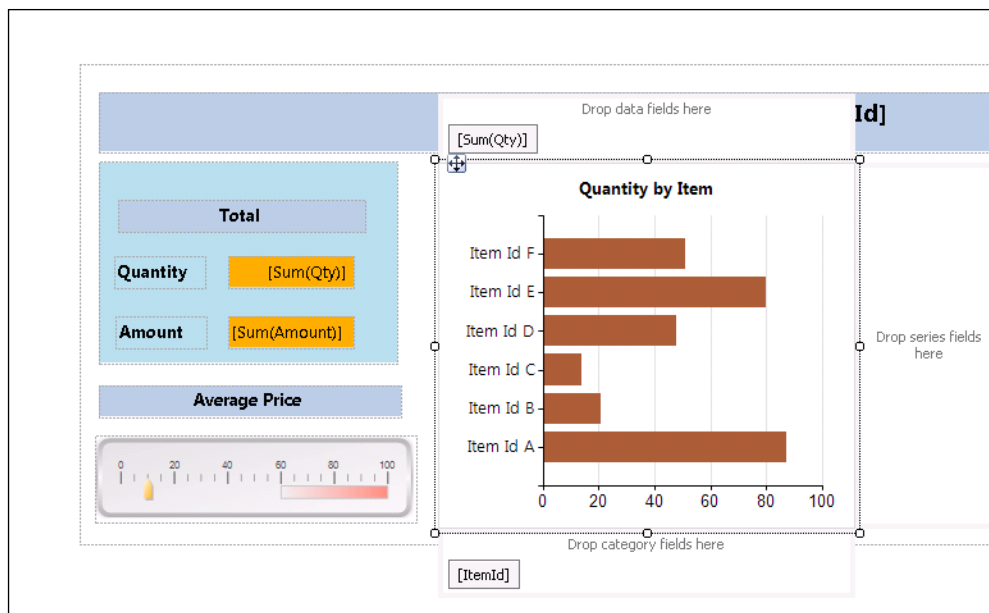 Drop data fields here
Id]
[Sum(Qty)]
Quantity by Item
Total
Quantity [Sum(Qty)]
Amount [Sum(Amount)]
Average Price
0 20 40 60 80 100
Item Id F
Item Id E
Item Id D
Item Id C
Item Id B
Item Id A
0 20 40 60 80 100
Drop series fields
here
Drop category fields here
[ItemId]